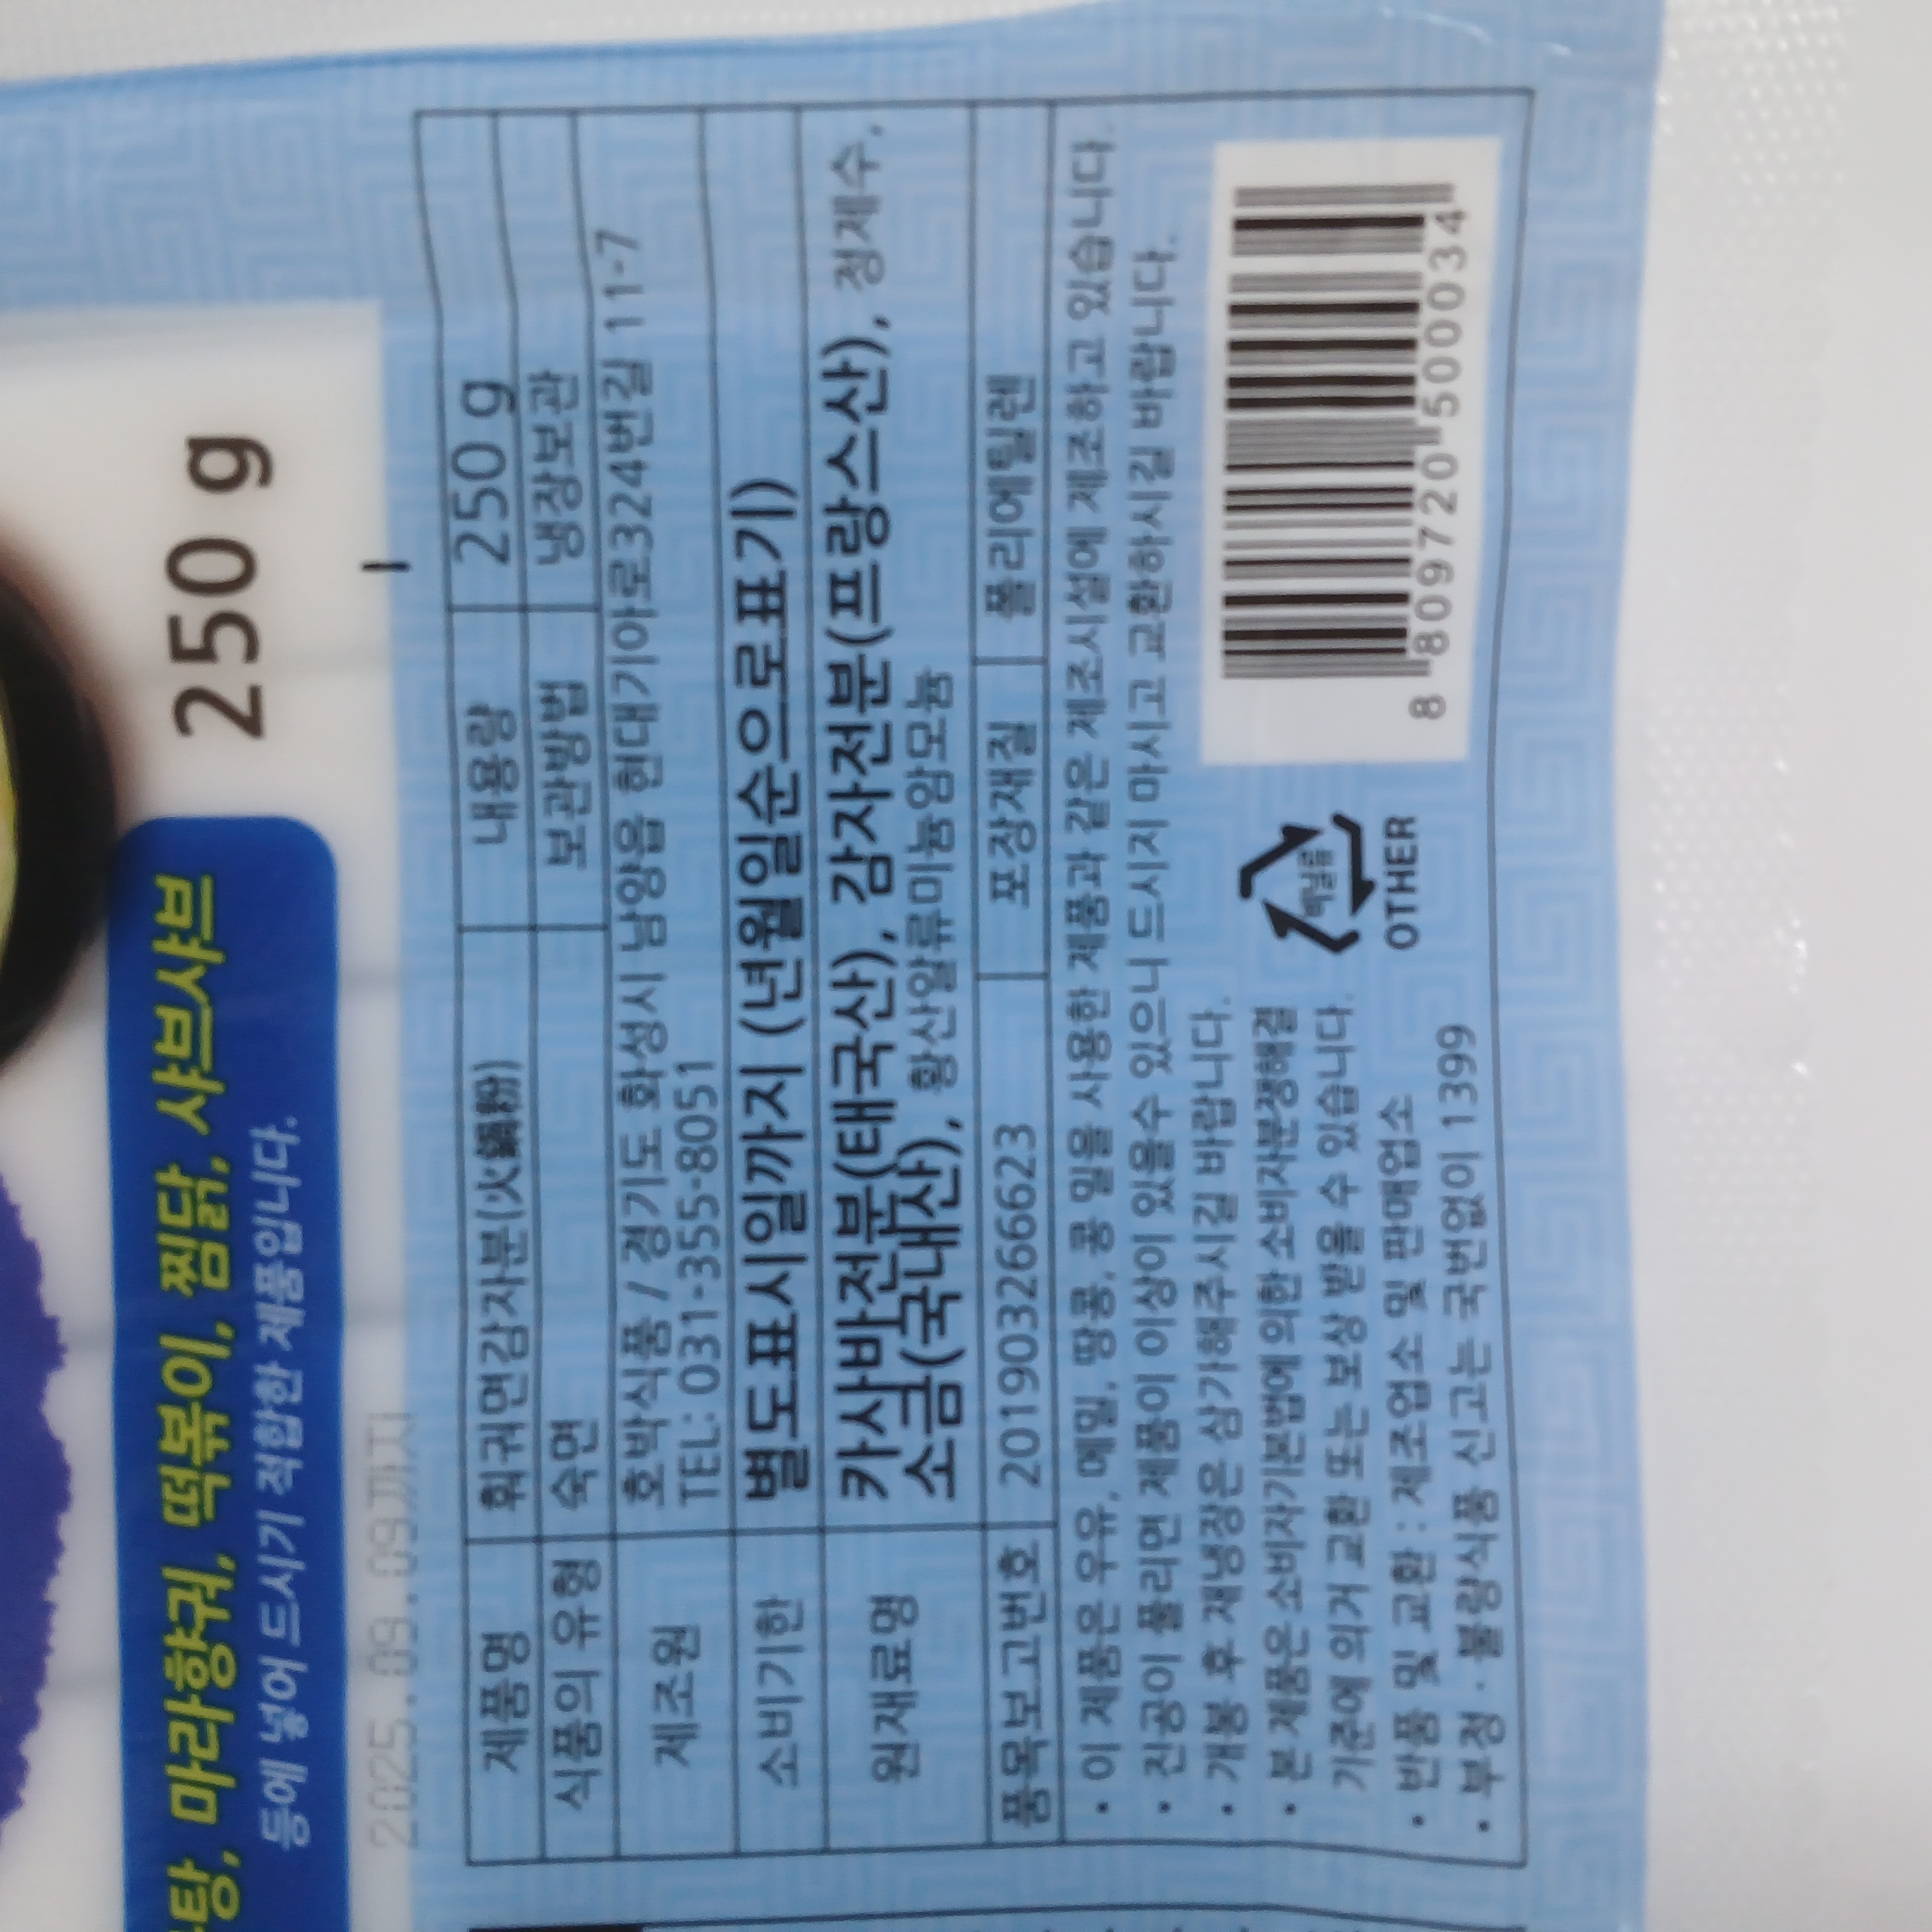 250 g
탕, 마라향궈, 떡볶이, 찜닭, 샤브샤브
등에 넣어 드시기 적합한 제품입니다.
2025.09.09까지
제품명 훠궈면감자분(火鍋粉) 내용량 250 g
식품의 유형 숙면 보관방법 냉장보관
제조원 호박식품 / 경기도 화성시 남양읍 현대기아로324번길 11-7
TEL: 031-355-8051
소비기한 별도표시일까지 (년월일순으로표기)
원재료명 카사바전분(태국산), 감자전분(프랑스산), 정제수,
소금(국내산), 황산알류미늄암모늄
품목보고번호 201903266623 포장재질 폴리에틸렌
• 이 제품은 우유, 메밀, 땅콩, 콩 밀을 사용한 제품과 같은 제조시설에 제조하고 있습니다.
• 진공이 풀리면 제품이 이상이 있을수 있으니 드시지 마시고 교환하시길 바랍니다.
• 개봉 후 재냉장은 삼가해주시길 바랍니다.
• 본 제품은 소비자기본법에 의한 소비자분쟁해결
기준에 의거 교환 또는 보상 받을 수 있습니다.
• 반품 및 교환 : 제조업소 및 판매업소
• 부정 · 불량식품 신고는 국번없이 1399
비닐류
OTHER
8 809720 500034